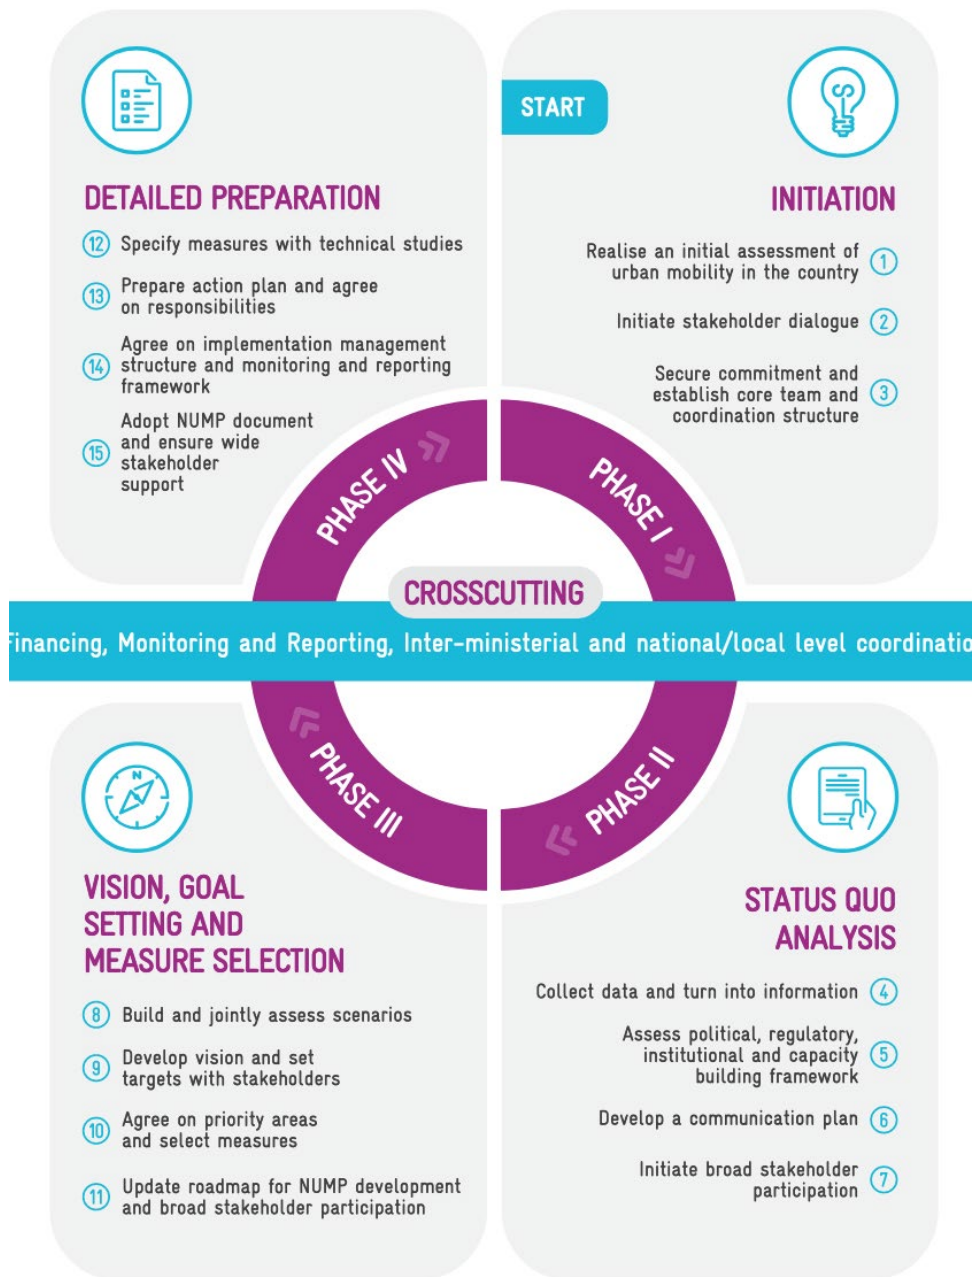 START
INITIATION
1 Realise an initial assessment of
urban mobility in the country
2 Initiate stakeholder dialogue
3 Secure commitment and
establish core team and
coordination structure
PHASE I
STATUS QUO
ANALYSIS
4 Collect data and turn into information
5 Assess political, regulatory,
institutional and capacity
building framework
6 Develop a communication plan
7 Initiate broad stakeholder
participation
PHASE II
VISION, GOAL
SETTING AND
MEASURE SELECTION
8 Build and jointly assess scenarios
9 Develop vision and set
targets with stakeholders
10 Agree on priority areas
and select measures
11 Update roadmap for NUMP development
and broad stakeholder participation
PHASE III
DETAILED PREPARATION
12 Specify measures with technical studies
13 Prepare action plan and agree
on responsibilities
14 Agree on implementation management
structure and monitoring and reporting
framework
15 Adopt NUMP document
and ensure wide
stakeholder
support
PHASE IV
CROSSCUTTING
inancing, Monitoring and Reporting, Inter-ministerial and national/local level coordinatio
N